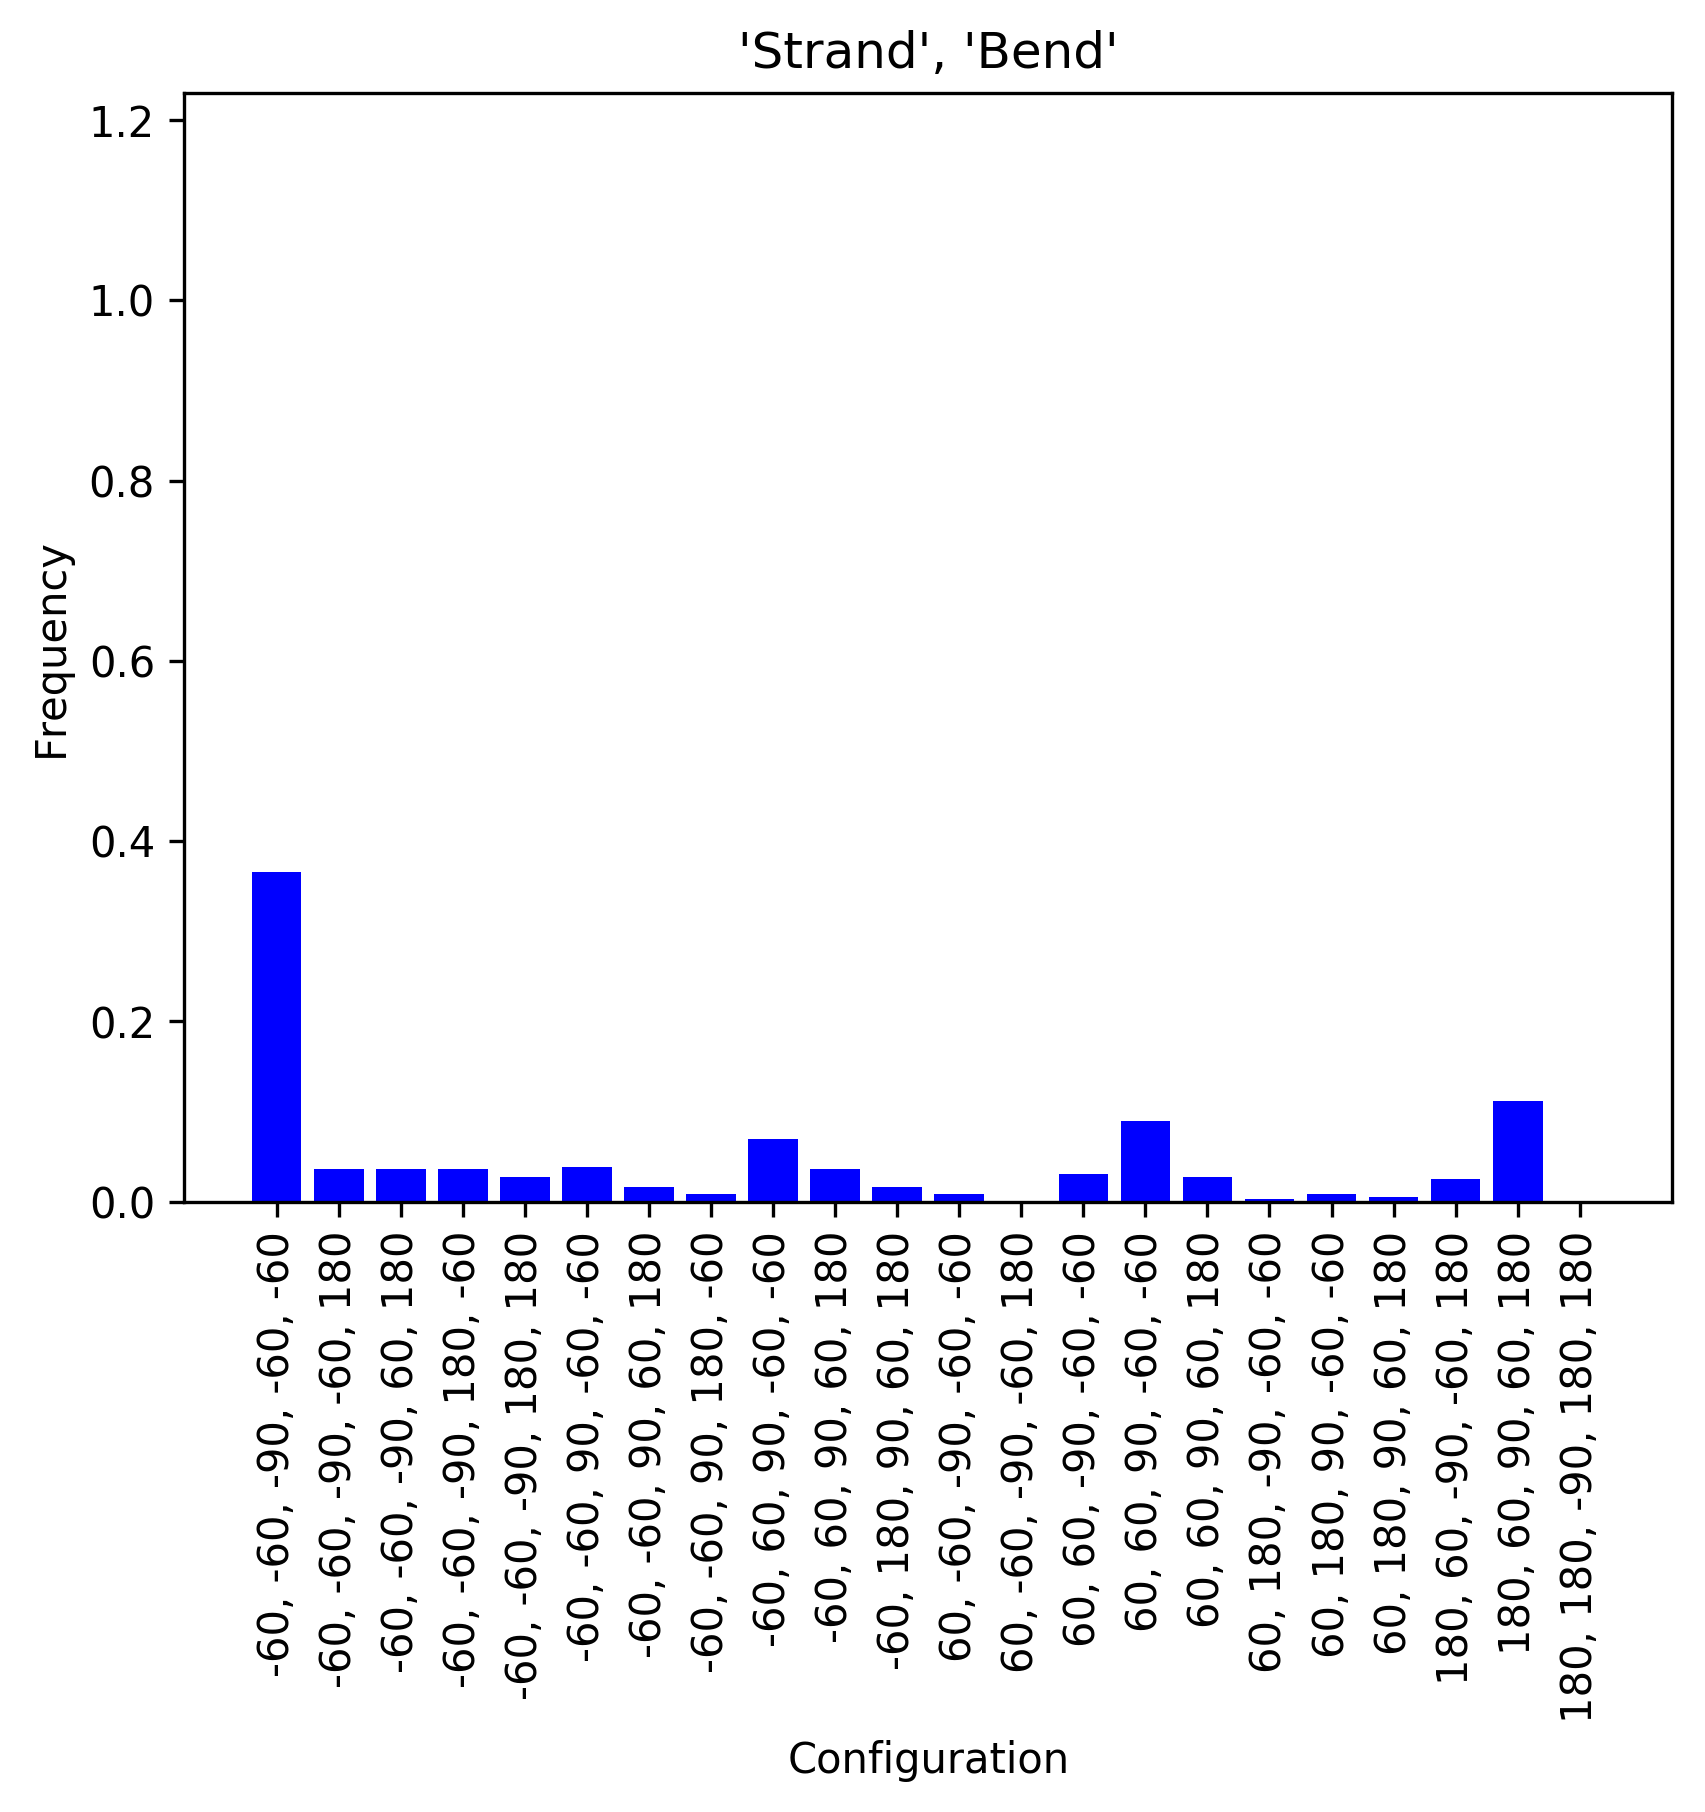 'Strand', 'Bend'
1.2
1.0
0.8
0.6
0.4
0.2
0.0
Frequency
-60, -60, -90, -60, -60
-60, -60, -90, -60, 180
-60, -60, -90, 60, 180
-60, -60, -90, 180, -60
-60, -60, -90, 180, 180
-60, -60, 90, -60, -60
-60, -60, 90, 60, 180
-60, -60, 90, 180, -60
-60, 60, 90, -60, -60
-60, 60, 90, 60, 180
-60, 180, 90, 60, 180
60, -60, -90, -60, -60
60, -60, -90, -60, 180
60, 60, -90, -60, -60
60, 60, 90, -60, -60
60, 60, 90, 60, 180
60, 180, -90, -60, -60
60, 180, 90, -60, -60
60, 180, 90, 60, 180
180, 60, -90, -60, 180
180, 60, 90, 60, 180
180, 180, -90, 180, 180
Configuration